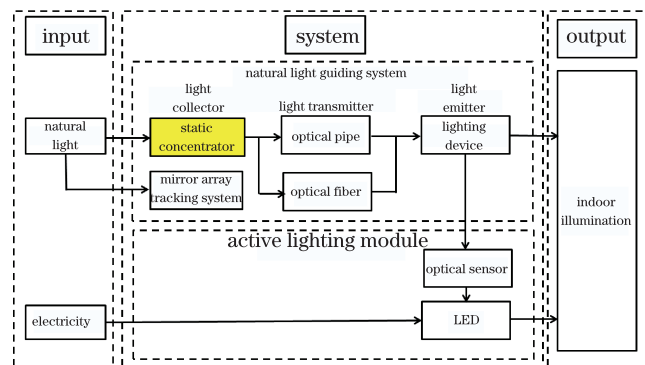 input
system
output
natural light guiding system
light
collector
light transmitter
light
emitter
natural
light
static
concentrator
optical pipe
lighting
device
mirror array
tracking system
optical fiber
indoor
illumination
active lighting module
optical sensor
electricity
LED